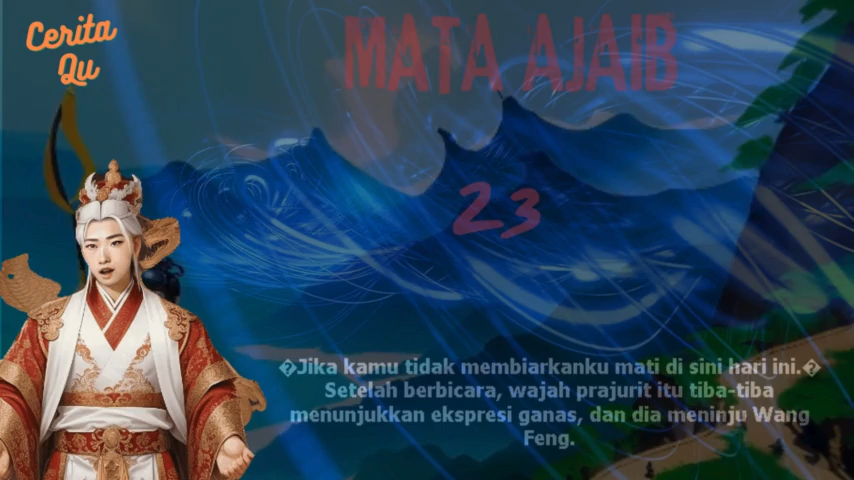 Cerita
Qu
MATA AJAIB
23
�Jika kamu tidak membiarkanku mati di sini hari ini.�
Setelah berbicara, wajah prajurit itu tiba-tiba
menunjukkan ekspresi ganas, dan dia meninju Wang
Feng.